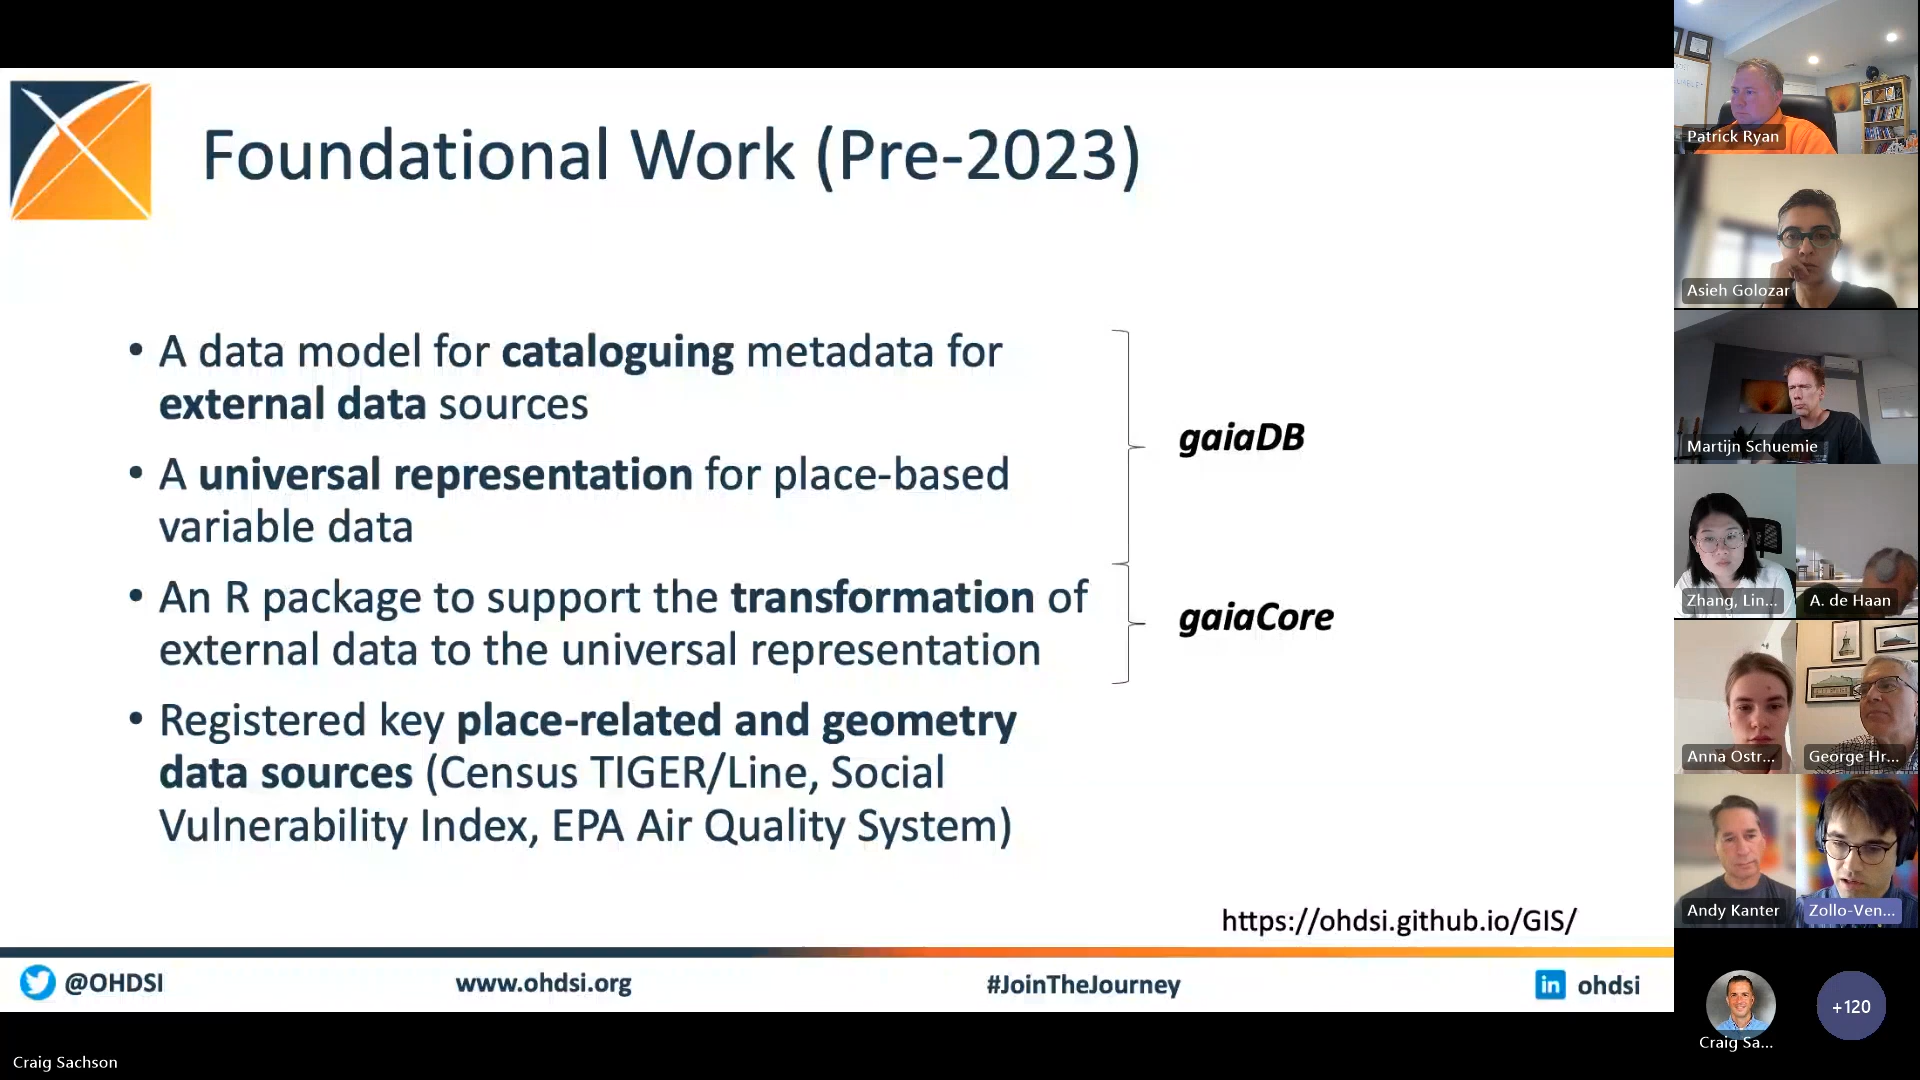 Foundational Work (Pre-2023)
• A data model for cataloguing metadata for
external data sources
• A universal representation for place-based
variable data
• An R package to support the transformation of
external data to the universal representation
• Registered key place-related and geometry
data sources (Census TIGER/Line, Social
Vulnerability Index, EPA Air Quality System)
gaiaDB
gaiaCore
https://ohdsi.github.io/GIS/
@OHDSI
www.ohdsi.org
#JoinTheJourney
in ohdsi
Craig Sachson
Patrick Ryan
Asieh Golozar
Martijn Schuemie
Zhang, Lin...
A. de Haan
Anna Ostr...
George Hr...
Andy Kanter
Zollo-Ven...
Craig Sa...
+120